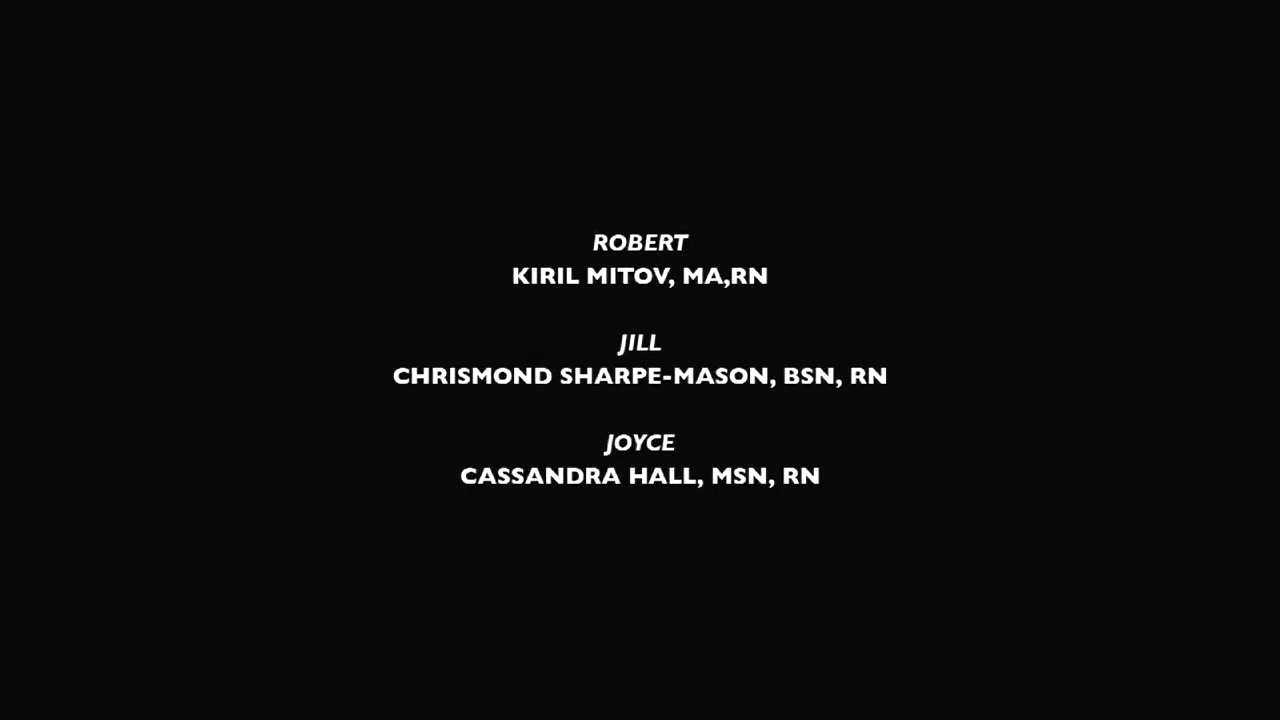 ROBERT
KIRIL MITOV, MA,RN
JILL
CHRISMOND SHARPE-MASON, BSN, RN
JOYCE
CASSANDRA HALL, MSN, RN